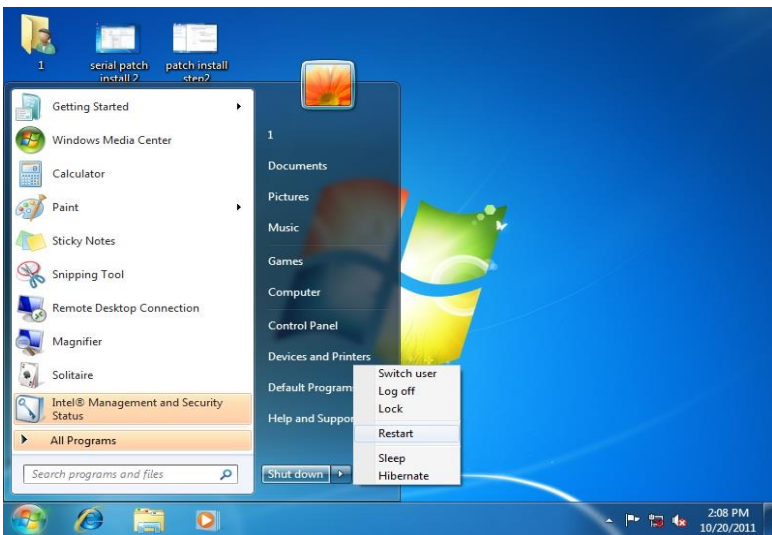 1
serial patch
install 2
patch install
step2
Getting Started
Windows Media Center
Calculator
Paint
Sticky Notes
Snipping Tool
Remote Desktop Connection
Magnifier
Solitaire
Intel® Management and Security
Status
All Programs
Search programs and files
1
Documents
Pictures
Music
Games
Computer
Control Panel
Devices and Printers
Default Program
Help and Suppor
Shut down
Switch user
Log off
Lock
Restart
Sleep
Hibernate
2:08 PM
10/20/2011